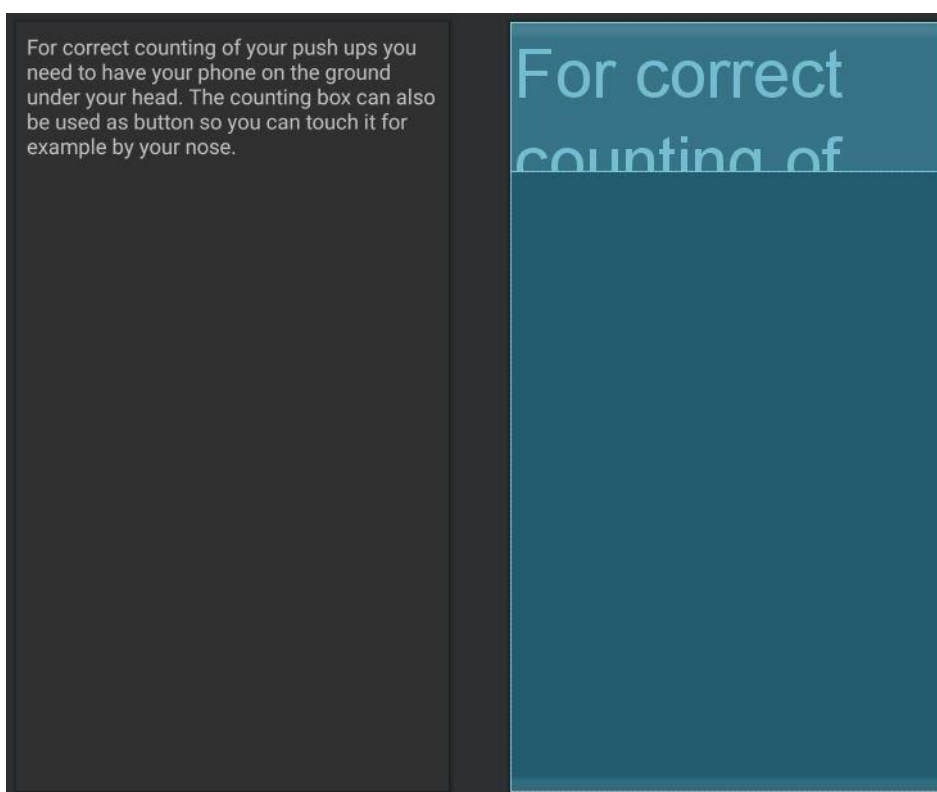 For correct counting of your push ups you
need to have your phone on the ground
under your head. The counting box can also
be used as button so you can touch it for
example by your nose.
For correct
counting of